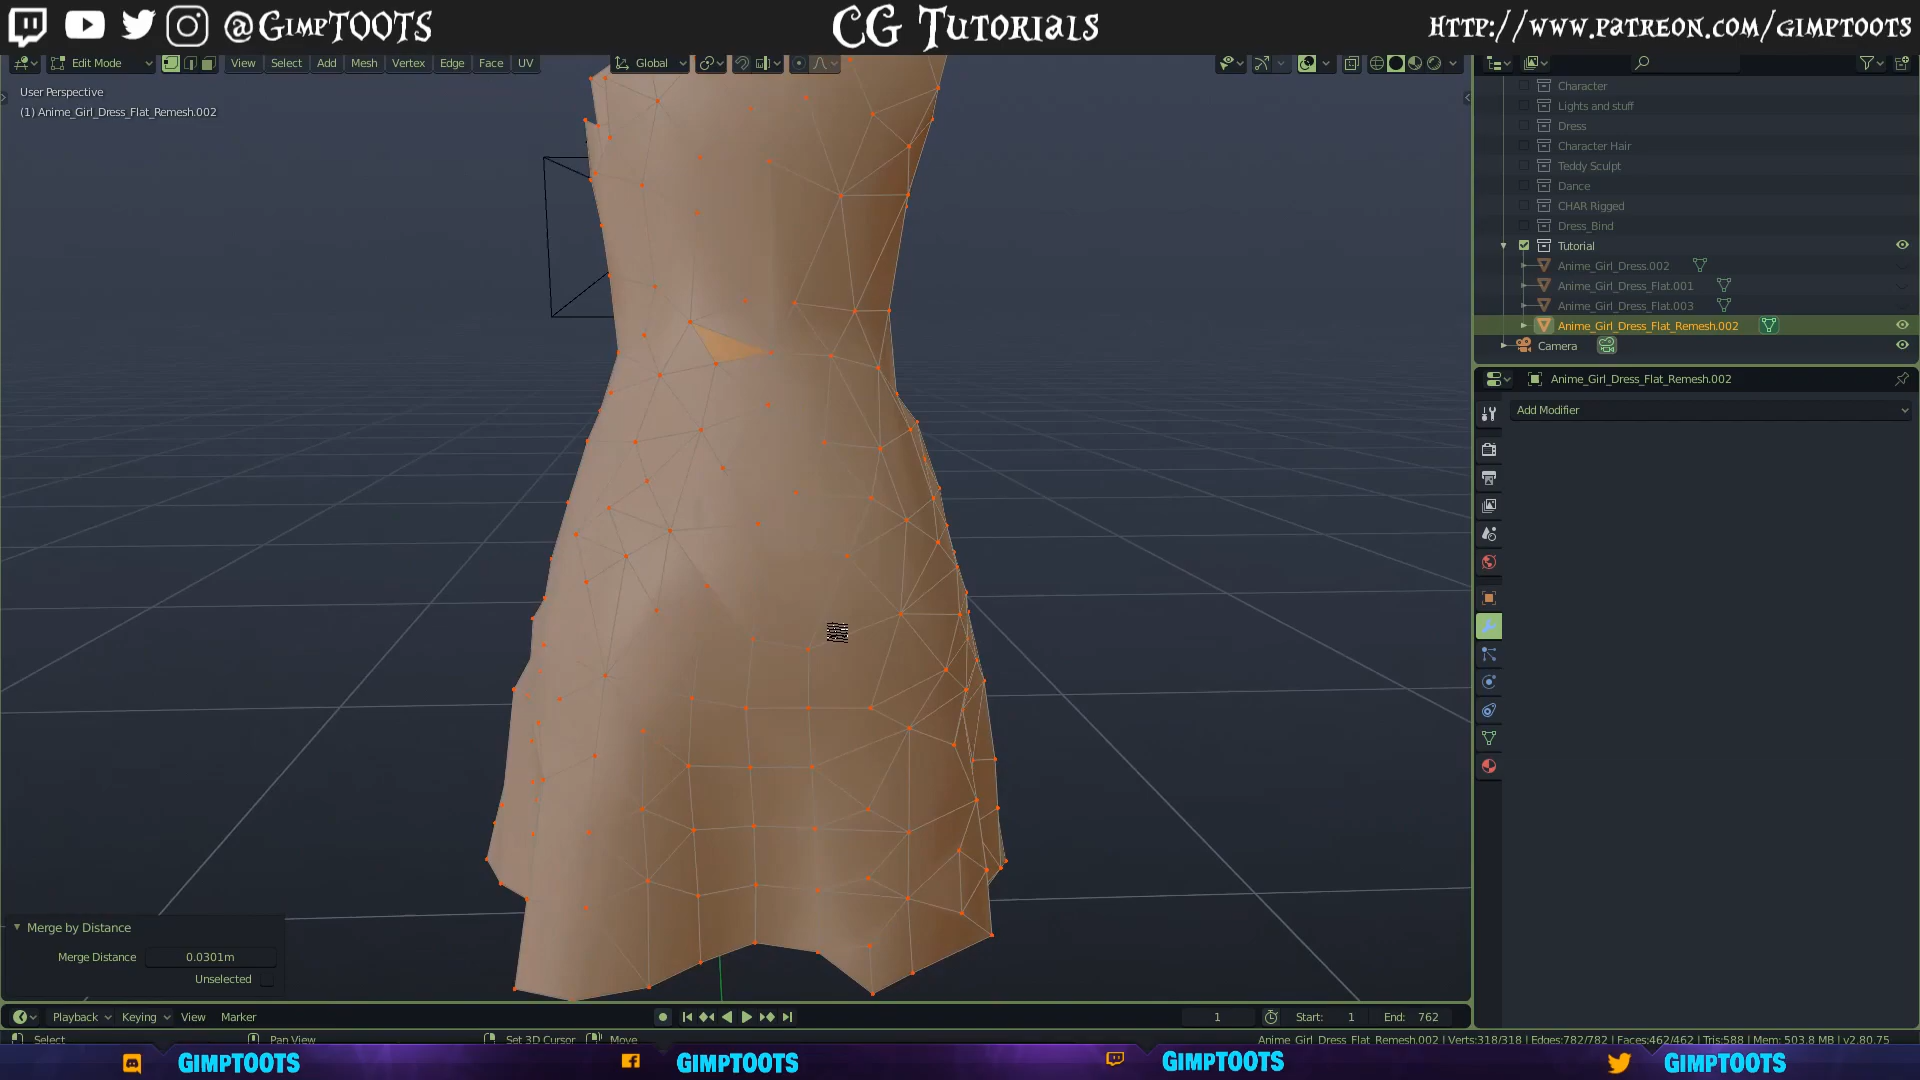 @GimpTOOTS
CG Tutorials
HTTP://WWW.PATREON.COM/GIMPTOOTS
Edit Mode
View Select Add Mesh Vertex Edge Face UV
Global
User Perspective
(1) Anime_Girl_Dress_Flat_Remesh.002
Character
Lights and stuff
Dress
Character Hair
Teddy Sculpt
Dance
CHAR Rigged
Dress_Bind
Tutorial
Anime_Girl_Dress.002
Anime_Girl_Dress_Flat.001
Anime_Girl_Dress_Flat.003
Anime_Girl_Dress_Flat_Remesh.002
Camera
Anime_Girl_Dress_Flat_Remesh.002
Add Modifier
Merge by Distance
Merge Distance 0.0301m
Unselected
Playback Keying View Marker
1 Start: 1 End: 762
Select Pan View Set 3D Cursor Move
Anime_Girl_Dress_Flat_Remesh.002 | Verts:318/318 | Edges:782/782 | Faces:462/462 | Tris:588 | Mem: 503.8 MB | v2.80.75
GIMPTOOTS GIMPTOOTS GIMPTOOTS GIMPTOOTS